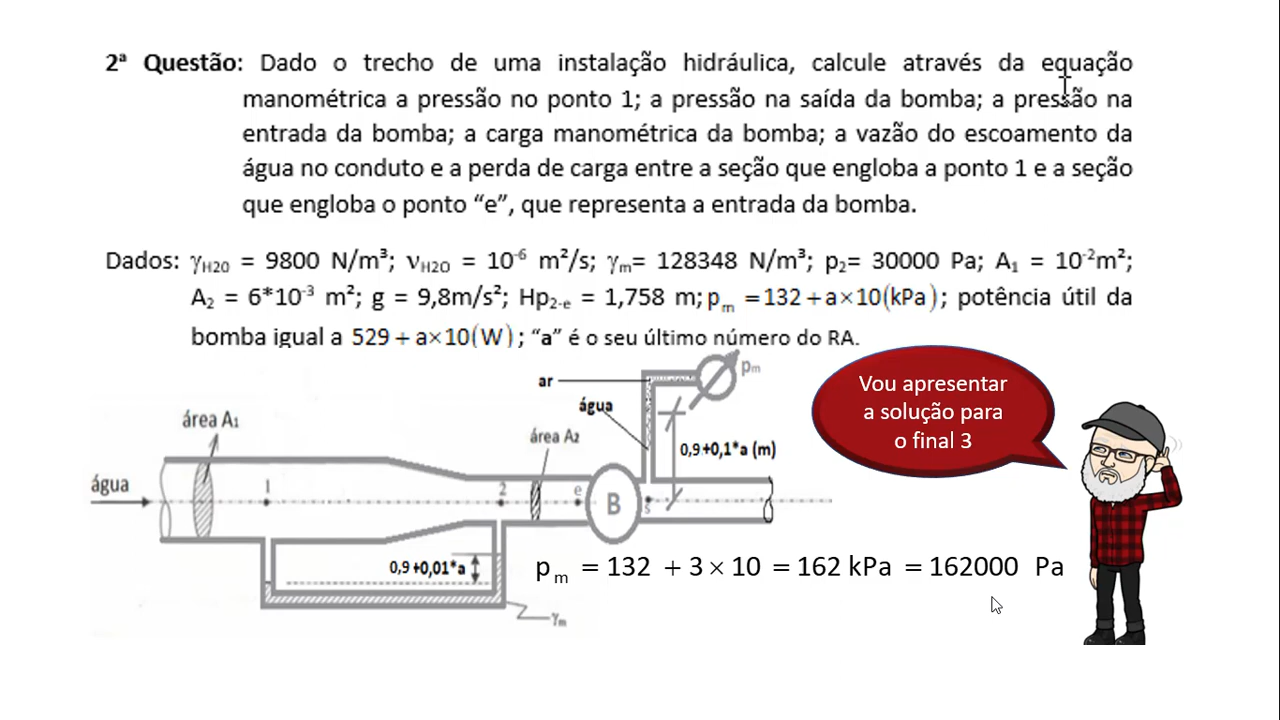 2ª Questão: Dado o trecho de uma instalação hidráulica, calcule através da equação
manométrica a pressão no ponto 1; a pressão na saída da bomba; a pressão na
entrada da bomba; a carga manométrica da bomba; a vazão do escoamento da
água no conduto e a perda de carga entre a seção que engloba a ponto 1 e a seção
que engloba o ponto “e”, que representa a entrada da bomba.
Dados: γH2O = 9800 N/m³; νH2O = 10⁻⁶ m²/s; γm= 128348 N/m³; p₂= 30000 Pa; A₁ = 10⁻²m²;
A₂ = 6*10⁻³ m²; g = 9,8m/s²; Hp₂-e = 1,758 m; pm =132+a×10(kPa); potência útil da
bomba igual a 529+a×10(W); “a” é o seu último número do RA.
Vou apresentar
a solução para
o final 3
ar
pm
água
área A₁
área A₂
0,9+0,1*a (m)
água
1
2
e
B
s
0,9+0,01*a
γm
pm = 132 + 3 × 10 = 162 kPa = 162000 Pa